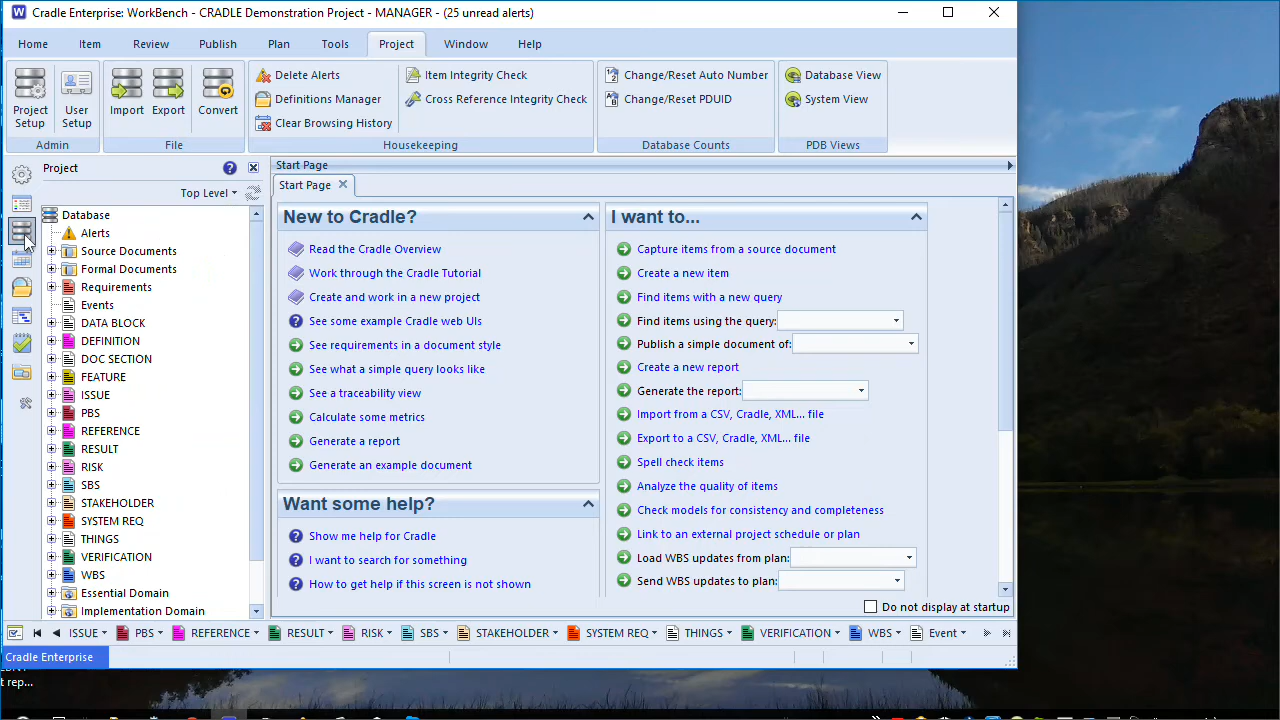 Cradle Enterprise: WorkBench - CRADLE Demonstration Project - MANAGER - (25 unread alerts)
Home Item Review Publish Plan Tools Project Window Help
Project Setup
User Setup
Admin
Import
Export
Convert
File
Delete Alerts
Definitions Manager
Clear Browsing History
Item Integrity Check
Cross Reference Integrity Check
Housekeeping
Change/Reset Auto Number
Change/Reset PDUID
Database Counts
Database View
System View
PDB Views
Project
Top Level
Database
Alerts
Source Documents
Formal Documents
Requirements
Events
DATA BLOCK
DEFINITION
DOC SECTION
FEATURE
ISSUE
PBS
REFERENCE
RESULT
RISK
SBS
STAKEHOLDER
SYSTEM REQ
THINGS
VERIFICATION
WBS
Essential Domain
Implementation Domain
Start Page
Start Page
New to Cradle?
Read the Cradle Overview
Work through the Cradle Tutorial
Create and work in a new project
See some example Cradle web UIs
See requirements in a document style
See what a simple query looks like
See a traceability view
Calculate some metrics
Generate a report
Generate an example document
Want some help?
Show me help for Cradle
I want to search for something
How to get help if this screen is not shown
I want to...
Capture items from a source document
Create a new item
Find items with a new query
Find items using the query:
Publish a simple document of:
Create a new report
Generate the report:
Import from a CSV, Cradle, XML... file
Export to a CSV, Cradle, XML... file
Spell check items
Analyze the quality of items
Check models for consistency and completeness
Link to an external project schedule or plan
Load WBS updates from plan:
Send WBS updates to plan:
Do not display at startup
ISSUE PBS REFERENCE RESULT RISK SBS STAKEHOLDER SYSTEM REQ THINGS VERIFICATION WBS Event
Cradle Enterprise
t rep...